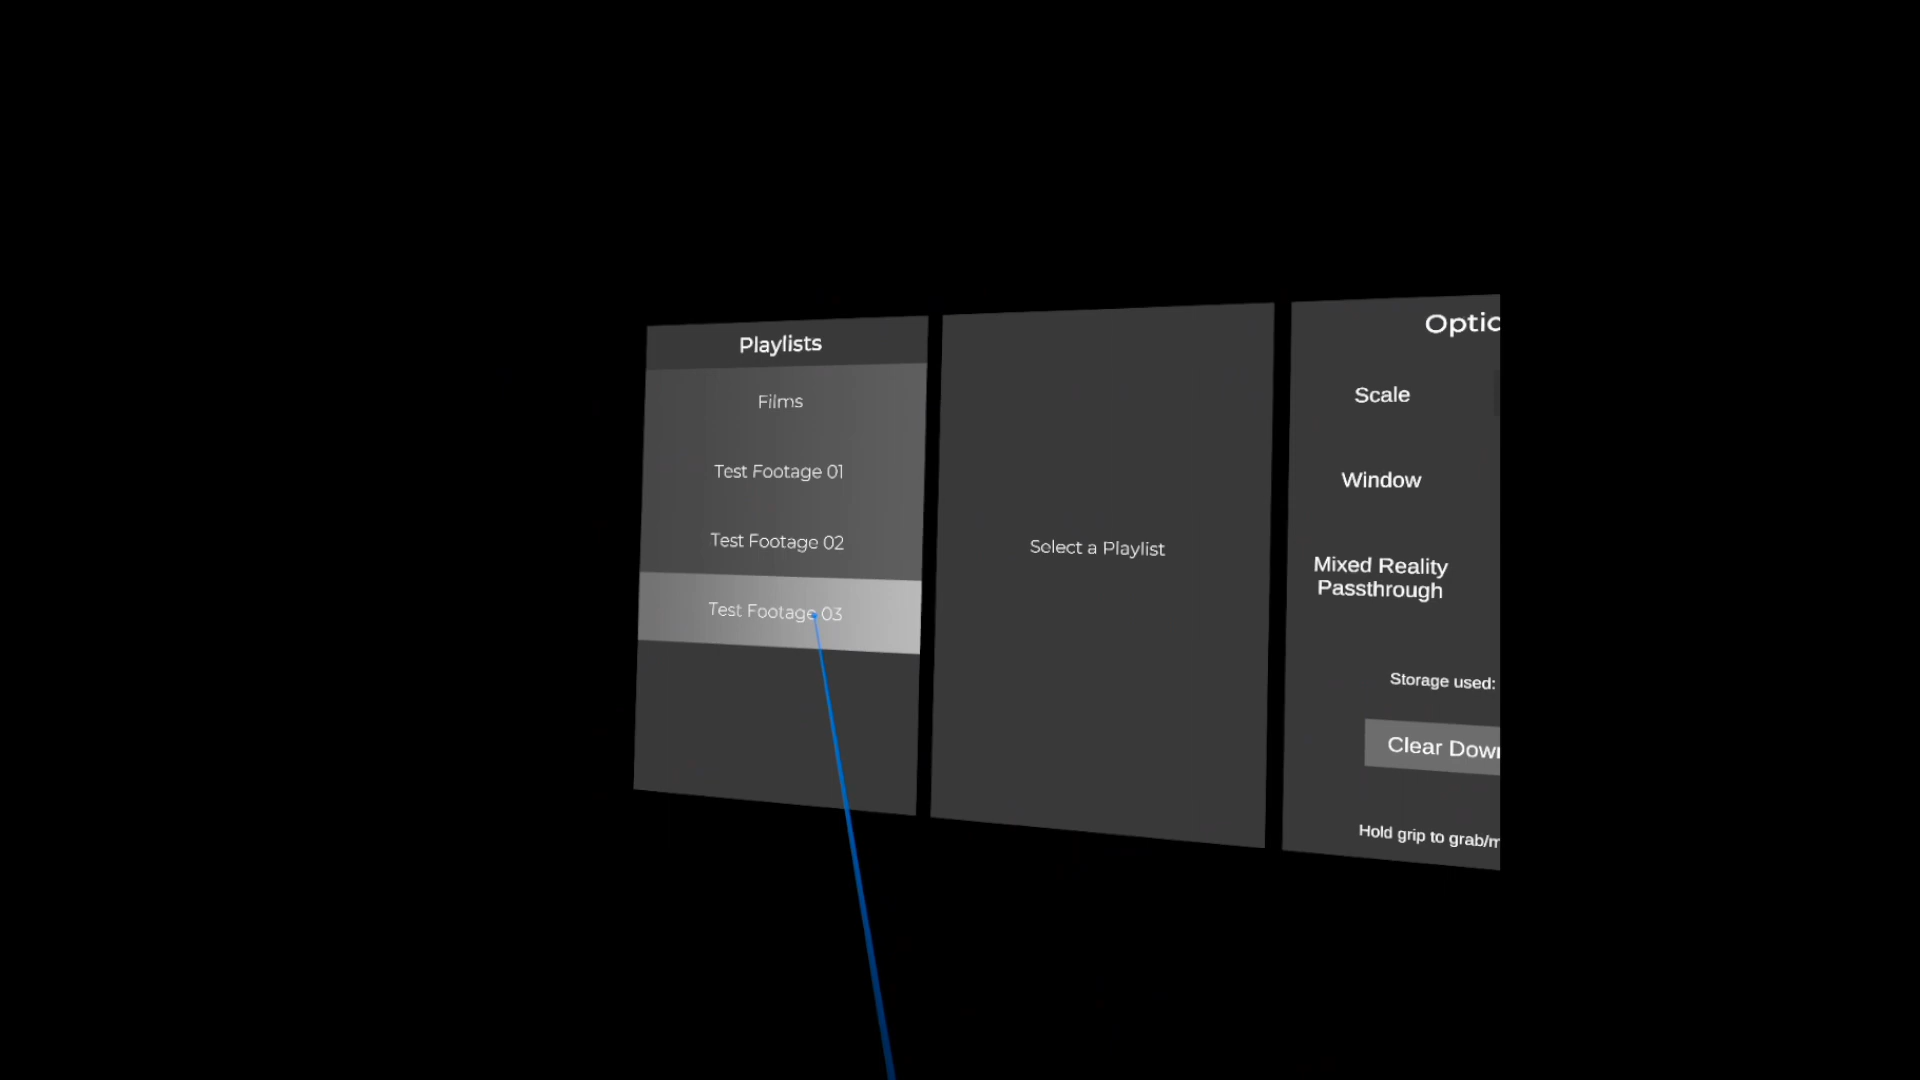 Playlists
Films
Test Footage 01
Test Footage 02
Test Footage 03
Select a Playlist
Scale
Window
Mixed Reality
Passthrough
Storage used:
Clear
Hold grip to